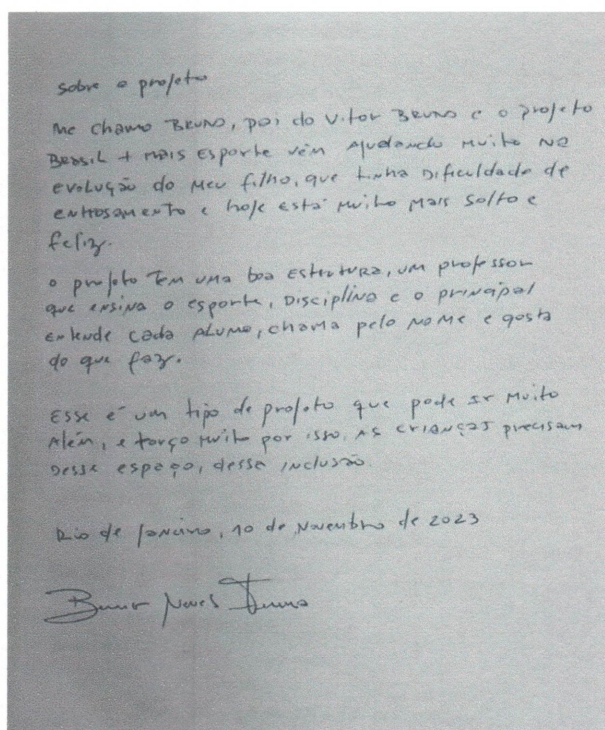 sobre o projeto
Me chamo BRUNO, pai do Vitor BRUNO e o projeto
BRASIL + MAIS ESPORTE vêm AJUDANDO MUITO NA
evolução do meu filho, que tinha Dificuldade de
entrosamento e hoje está muito mais solto e
feliz.
o projeto Tem uma boa ESTRUTURA, um professor
que ensina o esporte, Disciplina e o principal
entende cada ALUNO, chama pelo NOME e gosta
do que faz.
ESSE é um tipo de projeto que pode ir muito
Além, e torço muito por isso. AS CRIANÇAS precisam
DESSE espaço, dessa INCLUSÃO.
Rio de Janeiro, 10 de Novembro de 2023
Bruno Neves